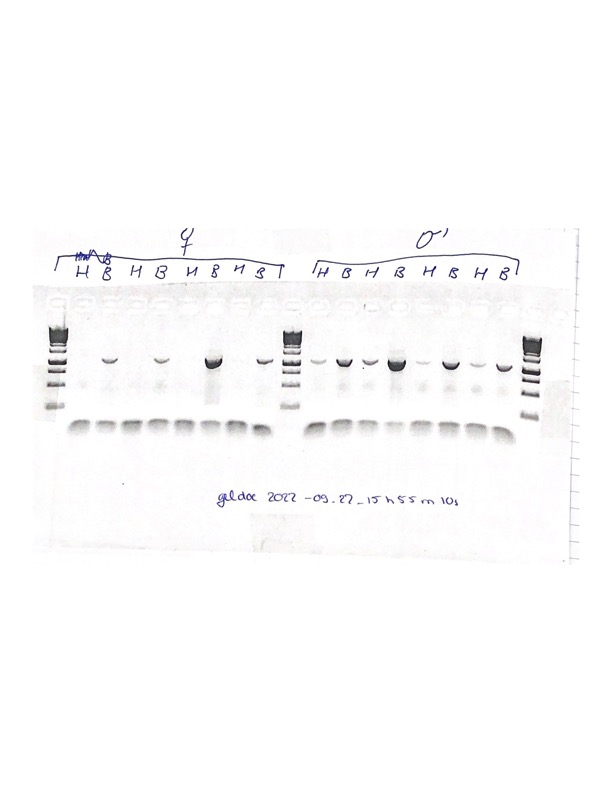 ♀ ♂
H B H B H B H B H B H B H B H B
geldoc 2022-09-27_15h55m10s